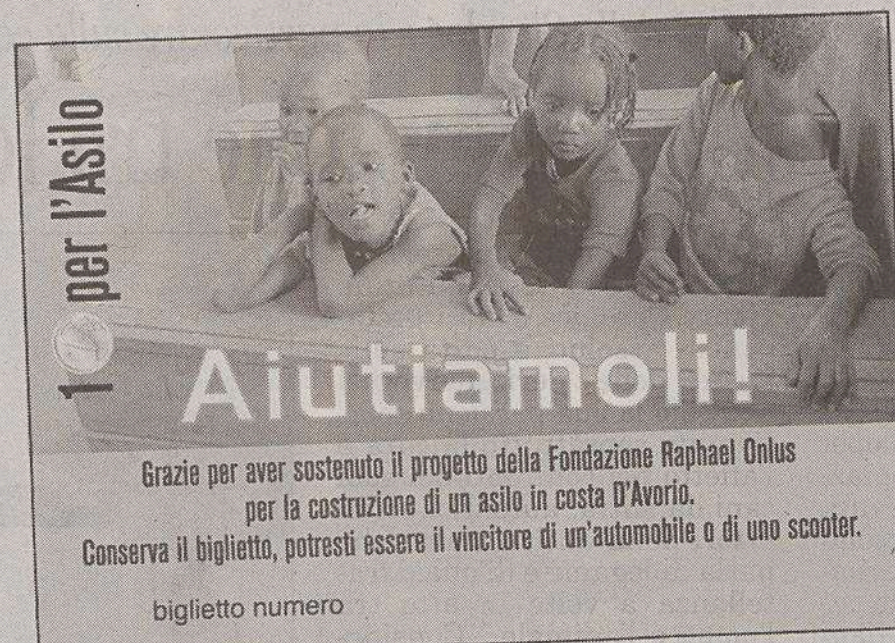 1 per l'Asilo
Aiutiamoli!
Grazie per aver sostenuto il progetto della Fondazione Raphael Onlus
per la costruzione di un asilo in costa D'Avorio.
Conserva il biglietto, potresti essere il vincitore di un'automobile o di uno scooter.
biglietto numero